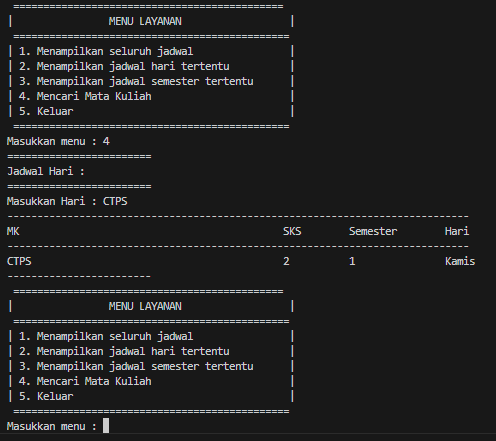 =============================================
|                MENU LAYANAN                  |
==============================================
| 1. Menampilkan seluruh jadwal                |
| 2. Menampilkan jadwal hari tertentu          |
| 3. Menampilkan jadwal semester tertentu      |
| 4. Mencari Mata Kuliah                       |
| 5. Keluar                                    |
==============================================
Masukkan menu : 4
========================
Jadwal Hari :
========================
Masukkan Hari : CTPS
-----------------------------------------------------------------------------
MK                                            SKS        Semester        Hari
-----------------------------------------------------------------------------
CTPS                                          2          1               Kamis
------------------------
=============================================
|                MENU LAYANAN                  |
==============================================
| 1. Menampilkan seluruh jadwal                |
| 2. Menampilkan jadwal hari tertentu          |
| 3. Menampilkan jadwal semester tertentu      |
| 4. Mencari Mata Kuliah                       |
| 5. Keluar                                    |
==============================================
Masukkan menu :